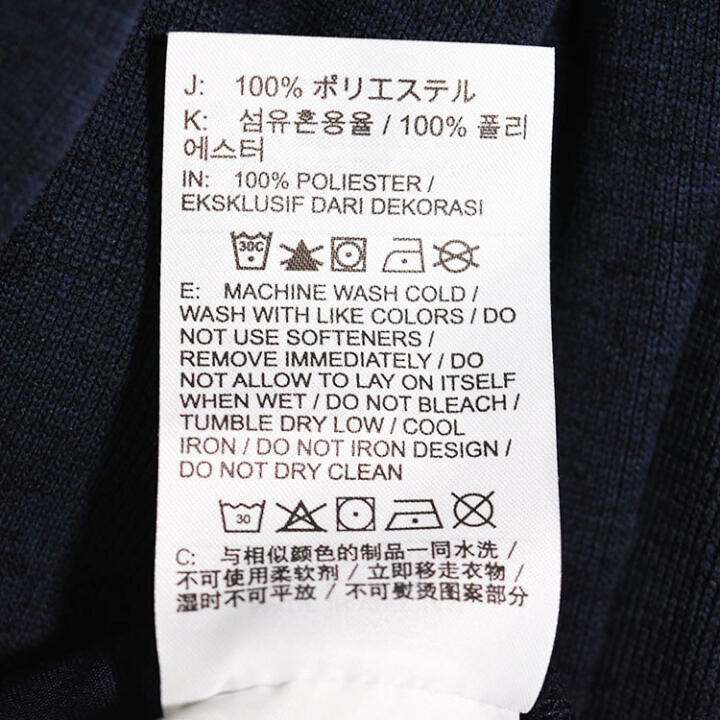 J: 100% ポリエステル
K: 섬유혼용율 / 100% 폴리
에스터
IN: 100% POLIESTER /
EKSKLUSIF DARI DEKORASI
30C
E: MACHINE WASH COLD /
WASH WITH LIKE COLORS / DO
NOT USE SOFTENERS /
REMOVE IMMEDIATELY / DO
NOT ALLOW TO LAY ON ITSELF
WHEN WET / DO NOT BLEACH /
TUMBLE DRY LOW / COOL
IRON / DO NOT IRON DESIGN /
DO NOT DRY CLEAN
30
C: 与相似颜色的制品一同水洗 /
不可使用柔软剂 / 立即移走衣物 /
湿时不可平放 / 不可熨烫图案部分